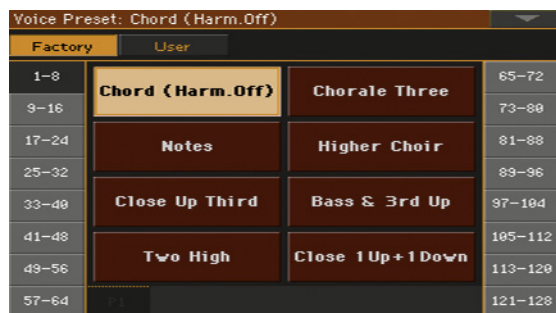 Voice Preset: Chord (Harm.Off)
Factory User
1-8
9-16
17-24
25-32
33-40
41-48
49-56
57-64
Chord (Harm.Off) Chorale Three
Notes Higher Choir
Close Up Third Bass & 3rd Up
Two High Close 1Up+1Down
P1
65-72
73-80
81-88
89-96
97-104
105-112
113-120
121-128